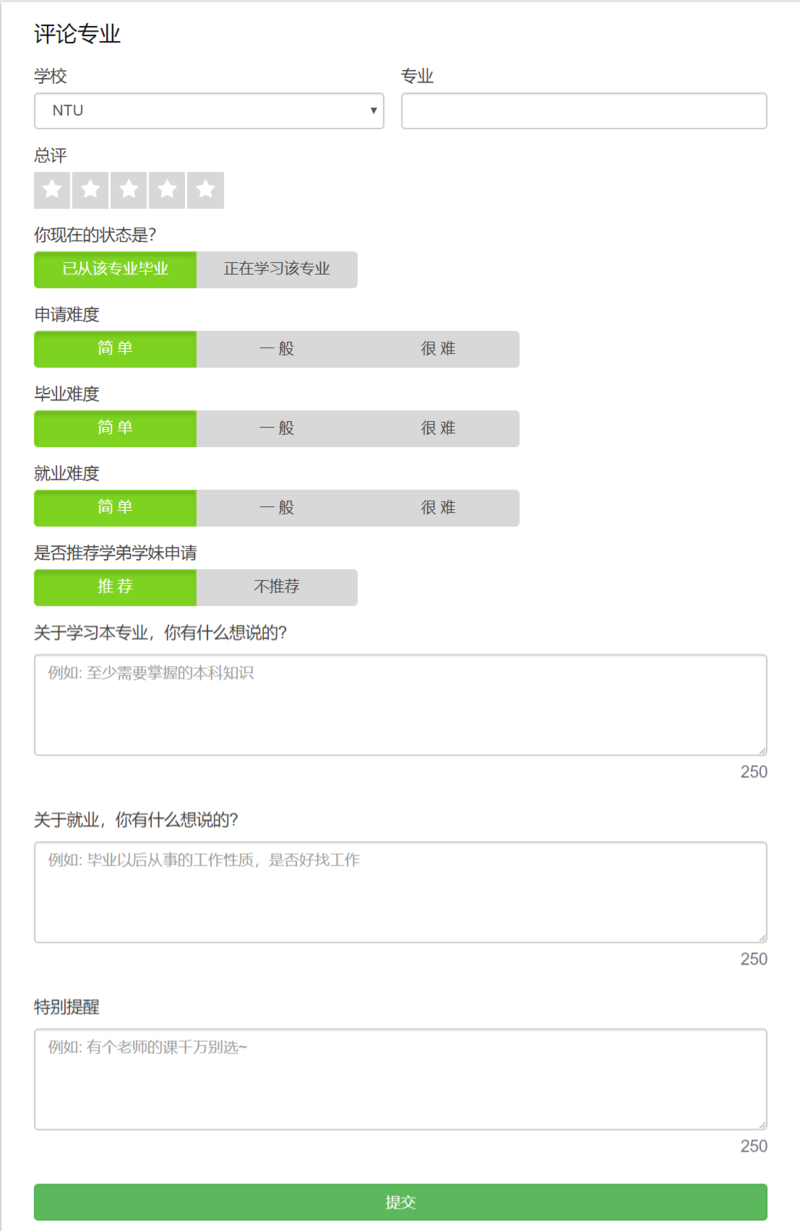 评论专业
学校 专业
NTU
总评
你现在的状态是?
已从该专业毕业 正在学习该专业
申请难度
简 单 一 般 很 难
毕业难度
简 单 一 般 很 难
就业难度
简 单 一 般 很 难
是否推荐学弟学妹申请
推 荐 不推荐
关于学习本专业，你有什么想说的?
例如: 至少需要掌握的本科知识
250
关于就业，你有什么想说的?
例如: 毕业以后从事的工作性质，是否好找工作
250
特别提醒
例如: 有个老师的课千万别选~
250
提交